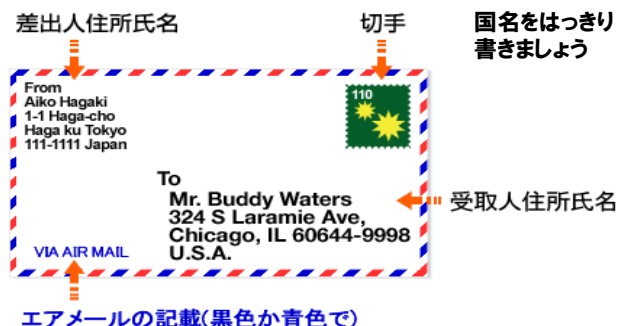 差出人住所氏名
切手
国名をはっきり
書きましょう
From
Aiko Hagaki
1-1 Haga-cho
Haga ku Tokyo
111-1111 Japan
110
To
Mr. Buddy Waters
324 S Laramie Ave,
Chicago, IL 60644-9998
U.S.A.
受取人住所氏名
VIA AIR MAIL
エアメールの記載(黒色か青色で)